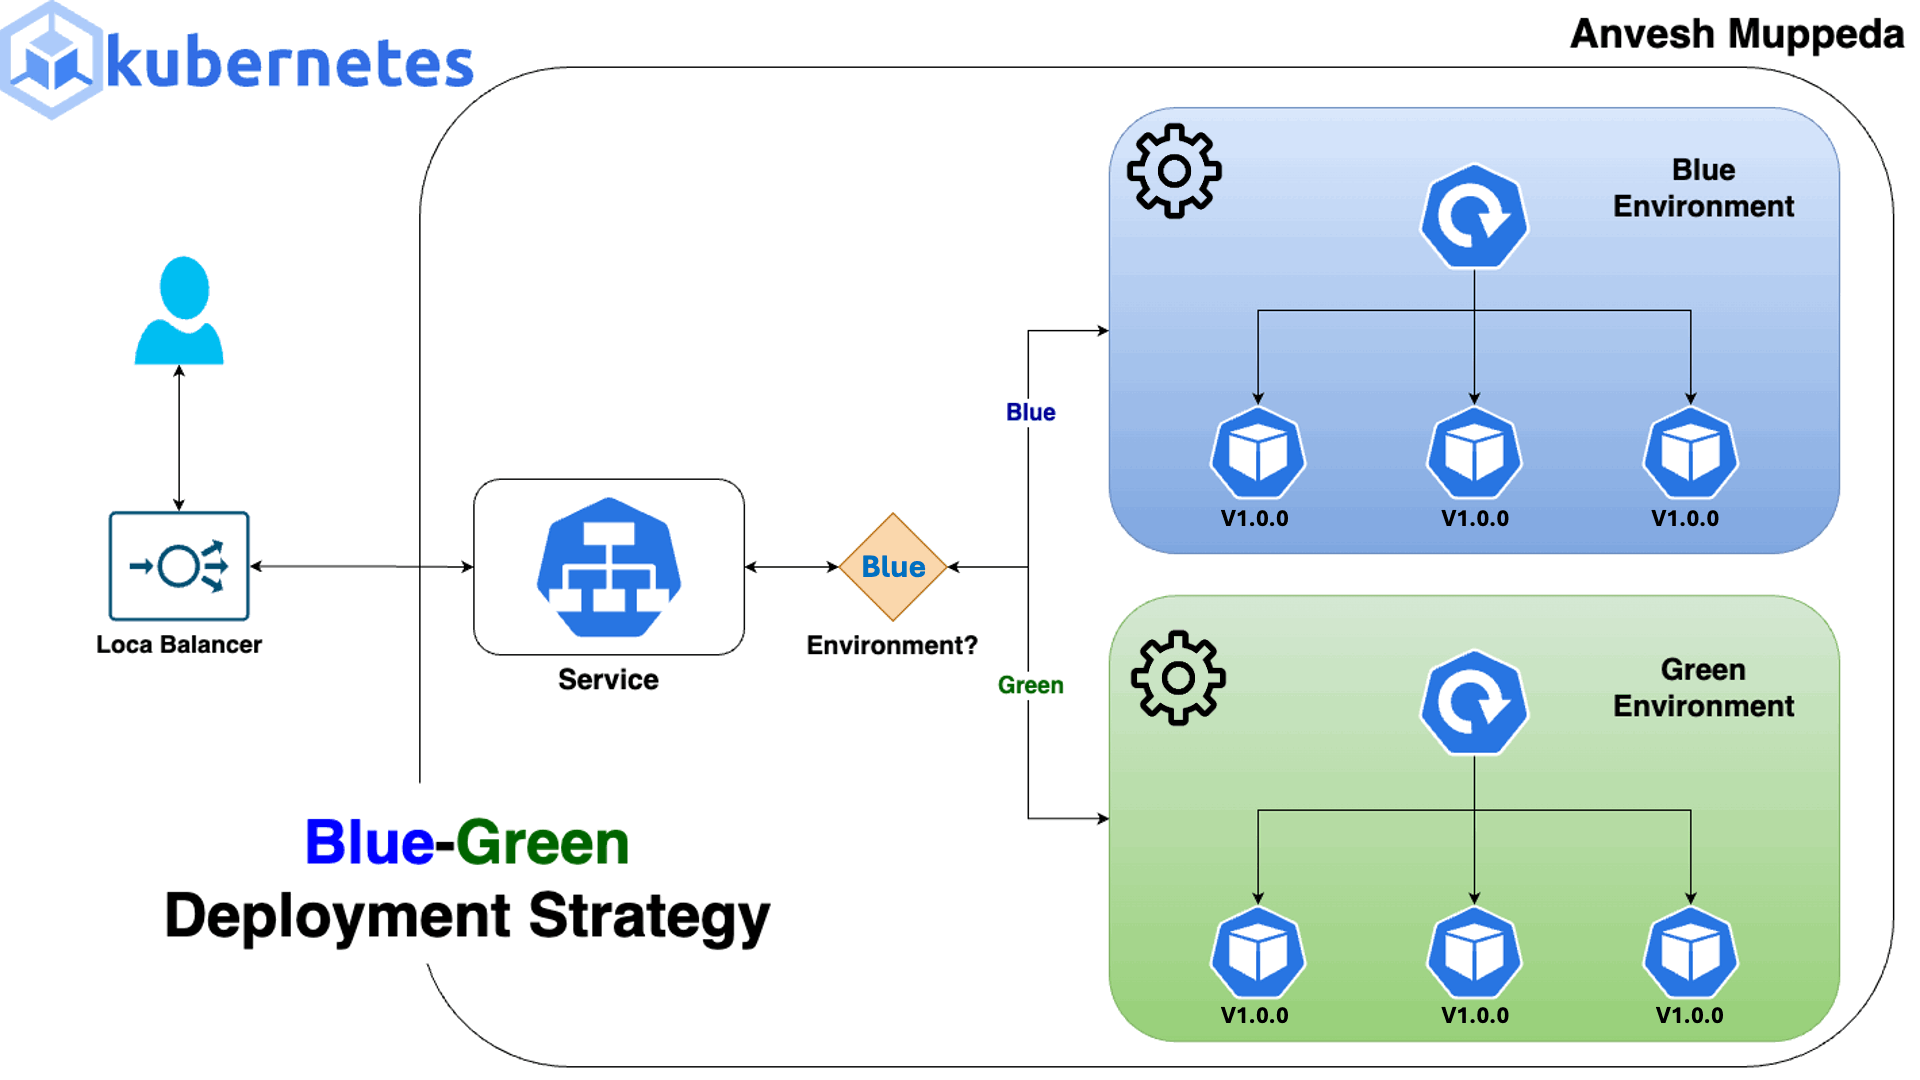 kubernetes
Anvesh Muppeda
Blue
Environment
Blue
V1.0.0
V1.0.0
V1.0.0
Blue
Loca Balancer
Environment?
Service
Green
Green
Environment
Blue-Green
Deployment Strategy
V1.0.0
V1.0.0
V1.0.0